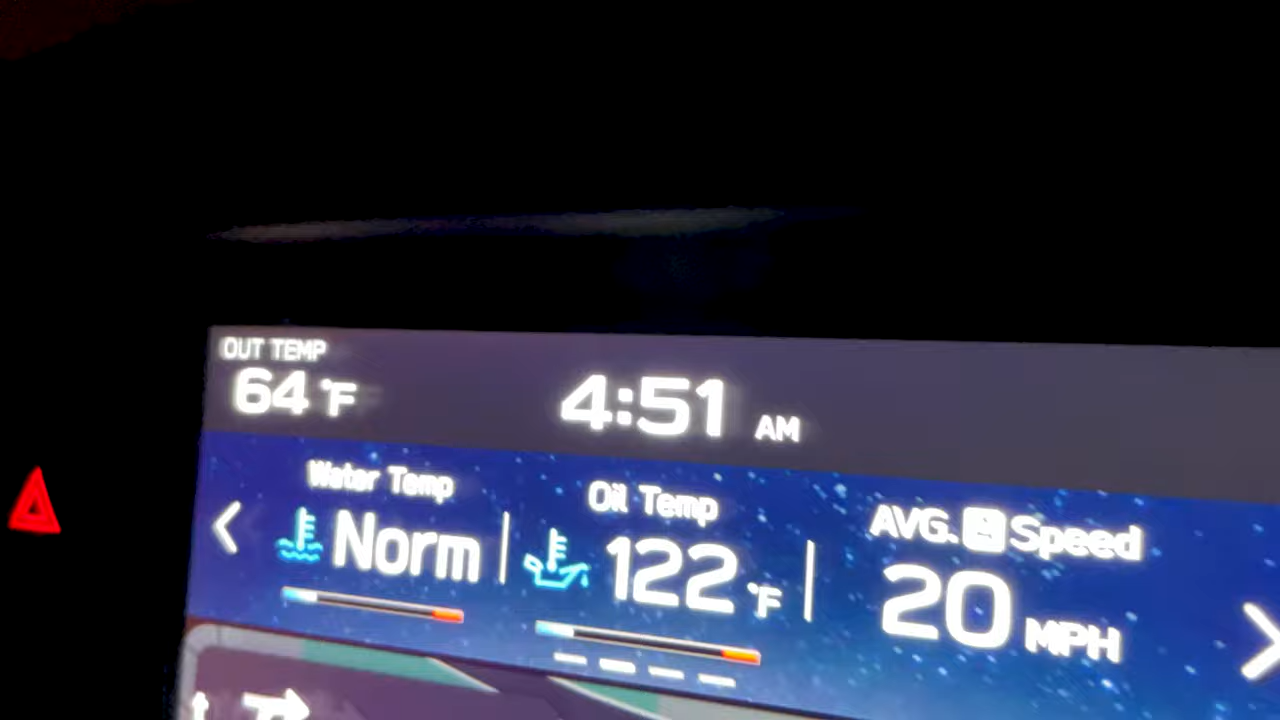 OUT TEMP
64°F
4:51 AM
Water Temp
Norm
Oil Temp
122 °F
AVG. Speed
20 MPH